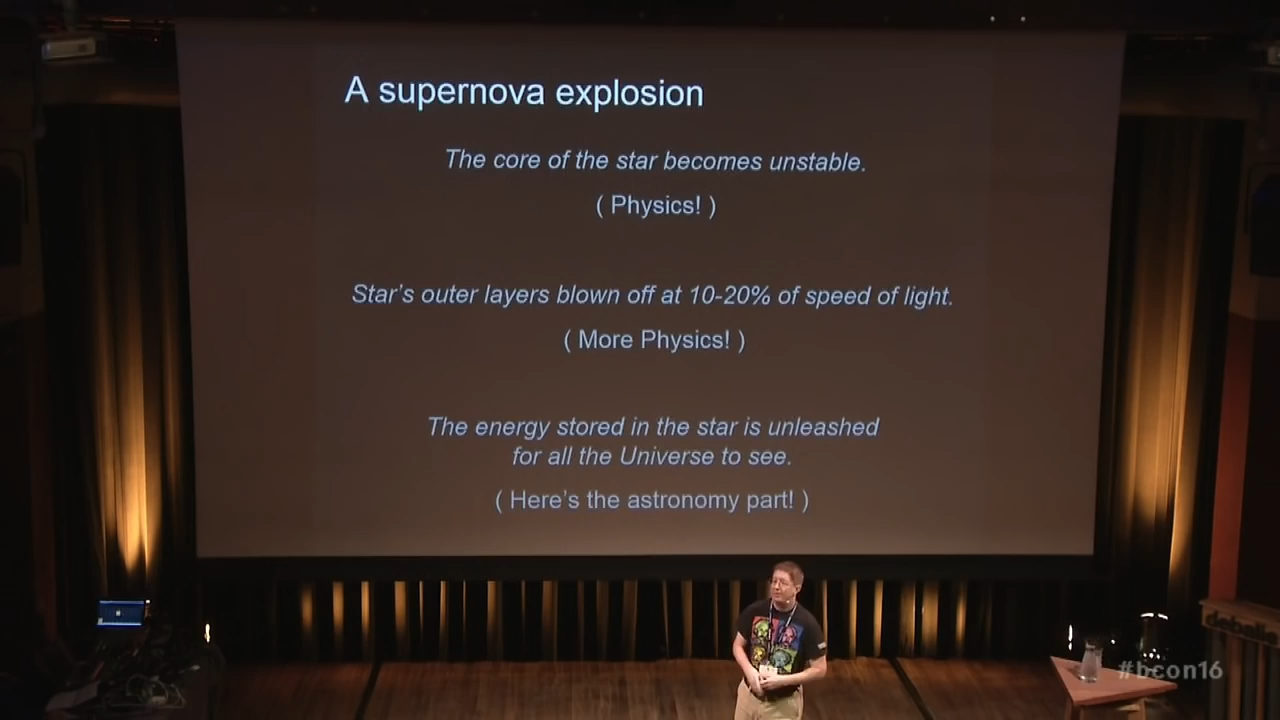 A supernova explosion
The core of the star becomes unstable.
( Physics! )
Star's outer layers blown off at 10-20% of speed of light.
( More Physics! )
The energy stored in the star is unleashed
for all the Universe to see.
( Here's the astronomy part! )
debalie
#bcon16